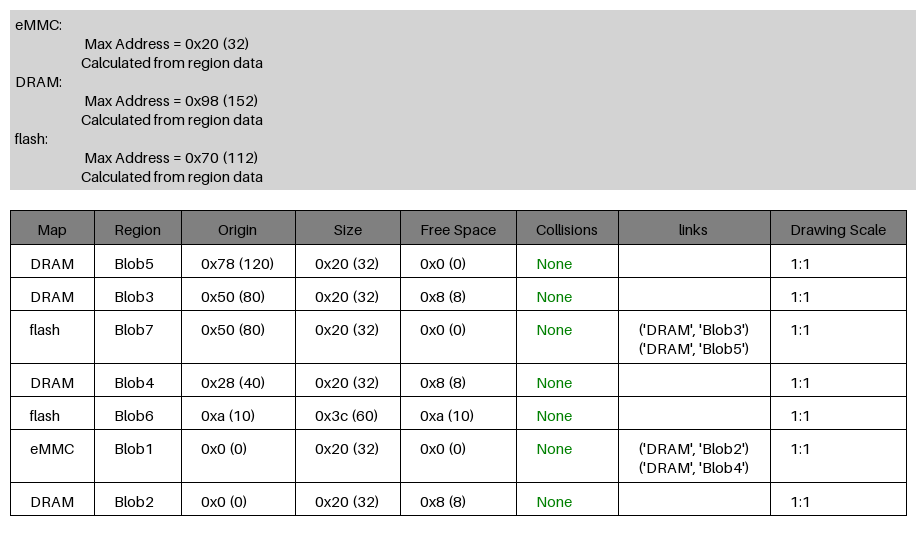 eMMC:
Max Address = 0x20 (32)
Calculated from region data
DRAM:
Max Address = 0x98 (152)
Calculated from region data
flash:
Max Address = 0x70 (112)
Calculated from region data
Map Region Origin Size Free Space Collisions links Drawing Scale
DRAM Blob5 0x78 (120) 0x20 (32) 0x0 (0) None 1:1
DRAM Blob3 0x50 (80) 0x20 (32) 0x8 (8) None 1:1
flash Blob7 0x50 (80) 0x20 (32) 0x0 (0) None ('DRAM', 'Blob3') 1:1
('DRAM', 'Blob5')
DRAM Blob4 0x28 (40) 0x20 (32) 0x8 (8) None 1:1
flash Blob6 0xa (10) 0x3c (60) 0xa (10) None 1:1
eMMC Blob1 0x0 (0) 0x20 (32) 0x0 (0) None ('DRAM', 'Blob2') 1:1
('DRAM', 'Blob4')
DRAM Blob2 0x0 (0) 0x20 (32) 0x8 (8) None 1:1